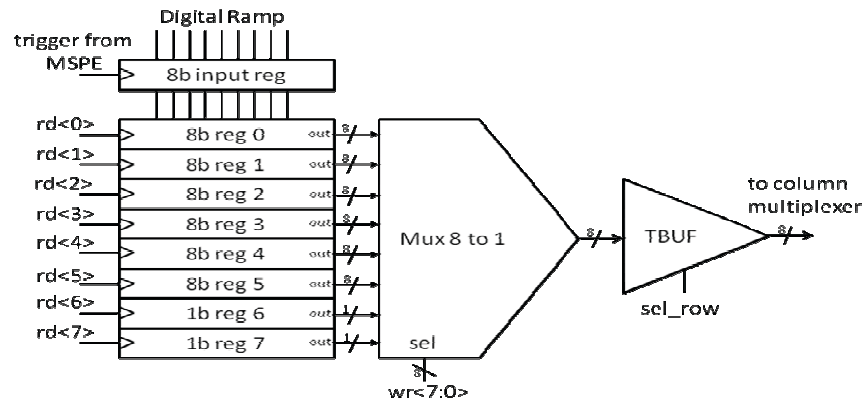 Digital Ramp
trigger from
MSPE
8b input reg
rd<0>
8b reg 0
out
8
rd<1>
8b reg 1
out
8
rd<2>
8b reg 2
out
8
rd<3>
8b reg 3
out
8
rd<4>
8b reg 4
out
8
rd<5>
8b reg 5
out
8
rd<6>
1b reg 6
out
1
rd<7>
1b reg 7
out
1
Mux 8 to 1
sel
8
wr<7:0>
8
TBUF
sel_row
to column
multiplexer
8